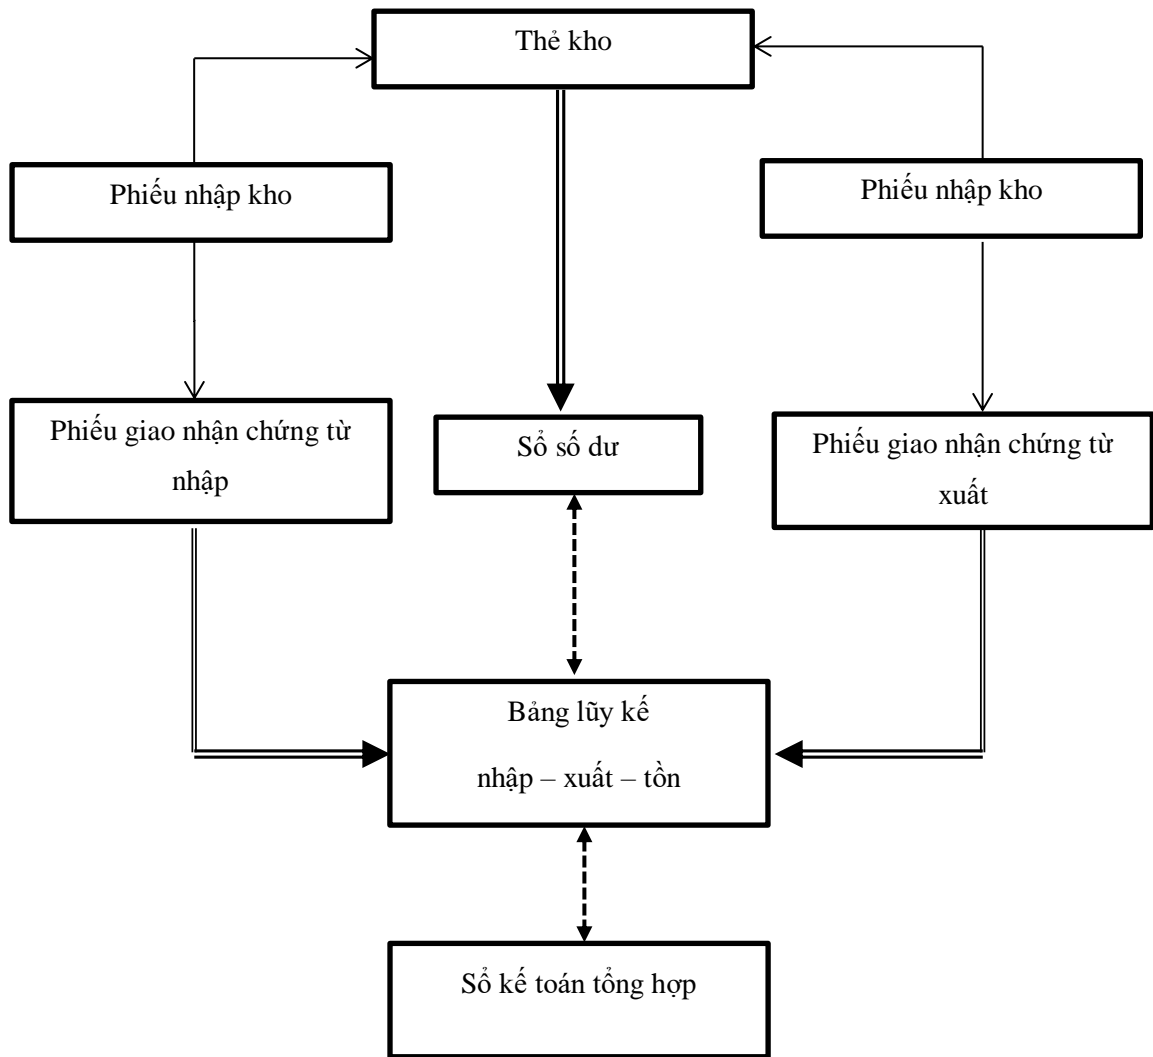 Thẻ kho
Phiếu nhập kho
Phiếu nhập kho
Phiếu giao nhận chứng từ
nhập
Sổ số dư
Phiếu giao nhận chứng từ
xuất
Bảng lũy kế
nhập – xuất – tồn
Sổ kế toán tổng hợp